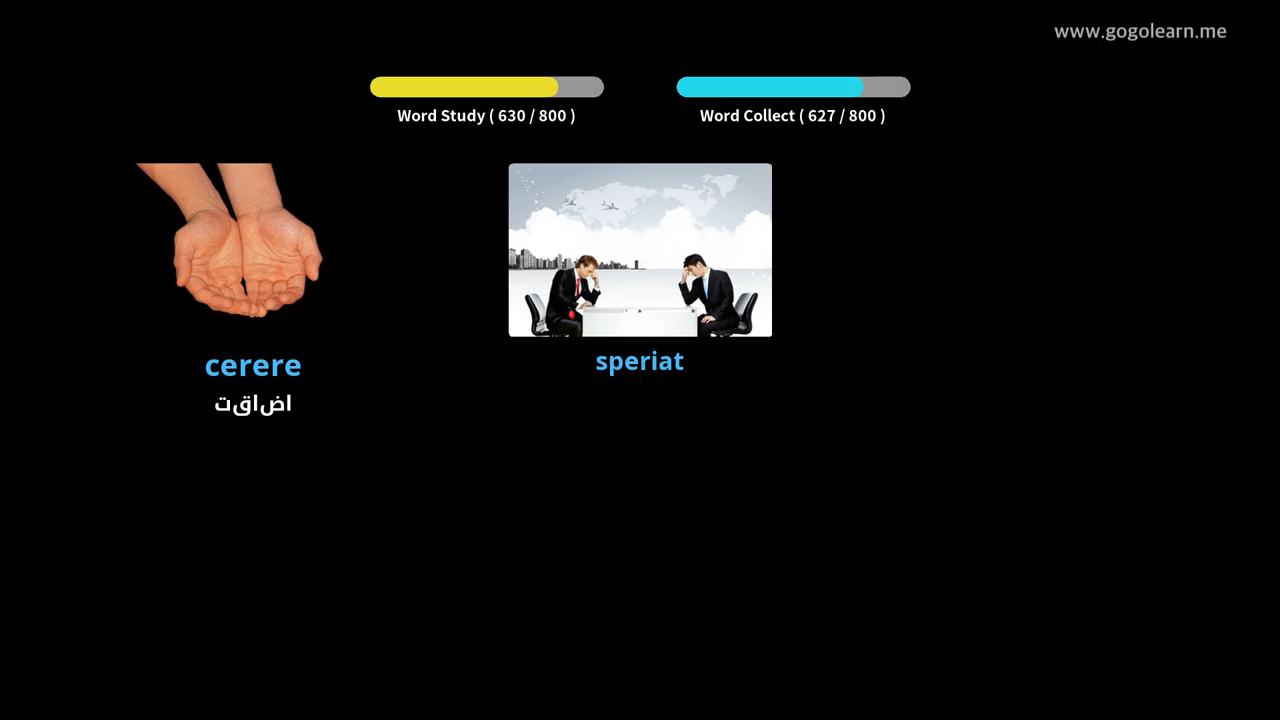 www.gogolearn.me
Word Study ( 630 / 800 )
Word Collect ( 627 / 800 )
cerere
اضاقت
speriat